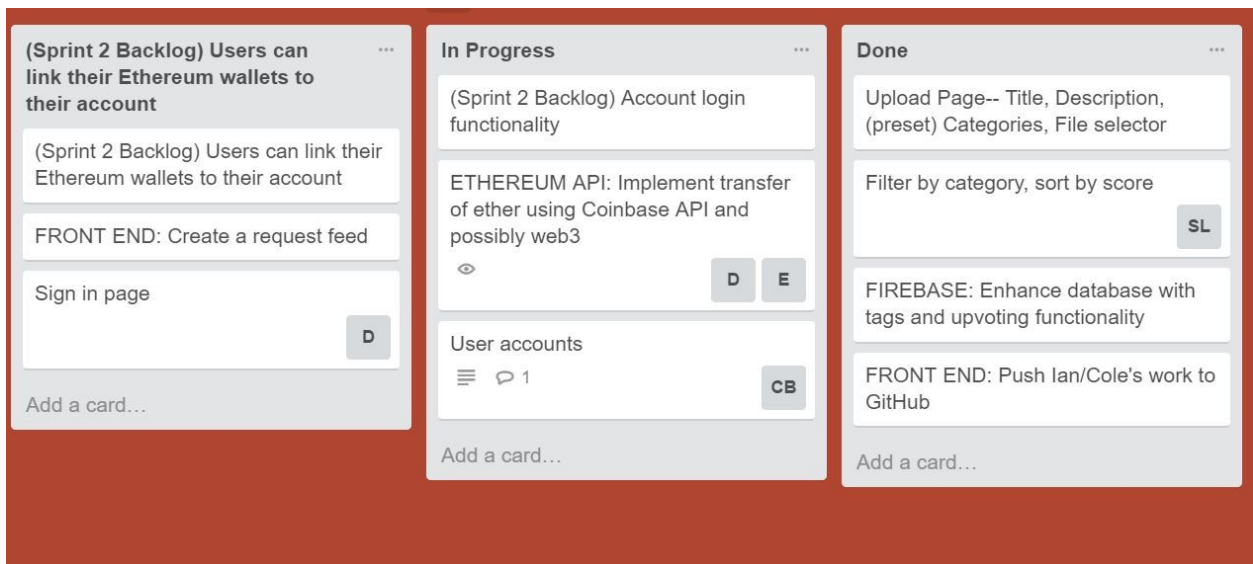 (Sprint 2 Backlog) Users can
link their Ethereum wallets to
their account
(Sprint 2 Backlog) Users can link their
Ethereum wallets to their account
FRONT END: Create a request feed
Sign in page
D
Add a card…
In Progress
(Sprint 2 Backlog) Account login
functionality
ETHEREUM API: Implement transfer
of ether using Coinbase API and
possibly web3
D E
User accounts
1
CB
Add a card…
Done
Upload Page-- Title, Description,
(preset) Categories, File selector
Filter by category, sort by score
SL
FIREBASE: Enhance database with
tags and upvoting functionality
FRONT END: Push Ian/Cole's work to
GitHub
Add a card…